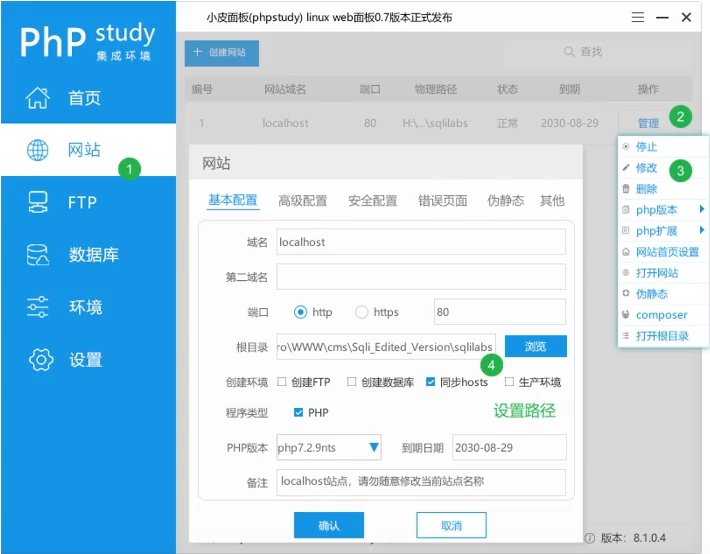 小皮面板(phpstudy) linux web面板0.7版本正式发布
PhP study
集成环境
首页
网站
1
FTP
数据库
环境
设置
+ 创建网站
查找
编号 网站域名 端口 物理路径 状态 到期 操作
1 localhost 80 H:\...\sqlilabs 正常 2030-08-29 管理
2
停止
修改
3
删除
php版本
php扩展
网站首页设置
打开网站
伪静态
composer
打开根目录
网站
基本配置 高级配置 安全配置 错误页面 伪静态 其他
域名 localhost
第二域名
端口 http https 80
根目录 ro\WWW\cms\Sqli_Edited_Version\sqlilabs 浏览
4
创建环境 创建FTP 创建数据库 同步hosts 生产环境
程序类型 PHP
设置路径
PHP版本 php7.2.9nts 到期日期 2030-08-29
备注 localhost站点，请勿随意修改当前站点名称
确认 取消
版本：8.1.0.4